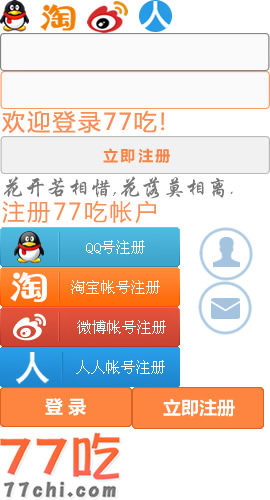 淘 人
欢迎登录77吃!
立即注册
花开若相惜,花落莫相离.
注册77吃帐户
QQ号注册
淘 淘宝帐号注册
微博帐号注册
人 人人帐号注册
登录 立即注册
77吃
77chi.com